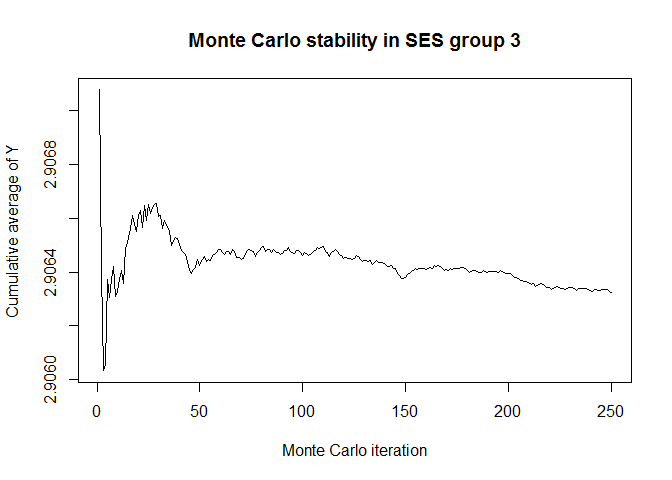 Monte Carlo stability in SES group 3
Cumulative average of Y
2.9068
2.9064
2.9060
0 50 100 150 200 250
Monte Carlo iteration